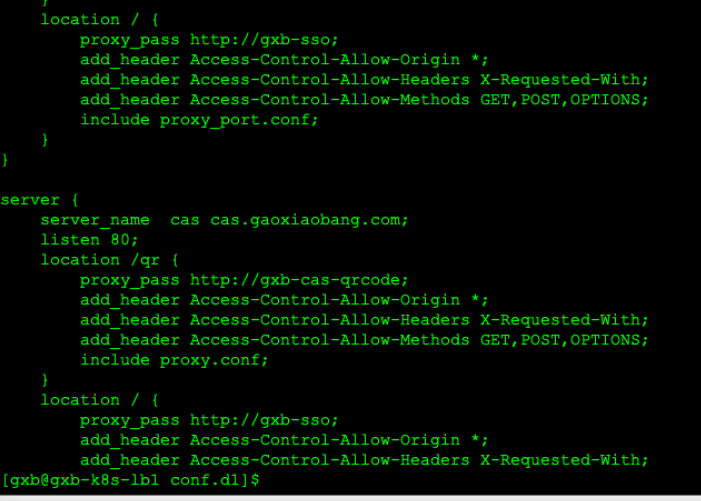 }
    location / {
        proxy_pass http://gxb-sso;
        add_header Access-Control-Allow-Origin *;
        add_header Access-Control-Allow-Headers X-Requested-With;
        add_header Access-Control-Allow-Methods GET,POST,OPTIONS;
        include proxy_port.conf;
    }
}

server {
    server_name  cas cas.gaoxiaobang.com;
    listen 80;
    location /qr {
        proxy_pass http://gxb-cas-qrcode;
        add_header Access-Control-Allow-Origin *;
        add_header Access-Control-Allow-Headers X-Requested-With;
        add_header Access-Control-Allow-Methods GET,POST,OPTIONS;
        include proxy.conf;
    }
    location / {
        proxy_pass http://gxb-sso;
        add_header Access-Control-Allow-Origin *;
        add_header Access-Control-Allow-Headers X-Requested-With;
[gxb@gxb-k8s-lb1 conf.d1]$